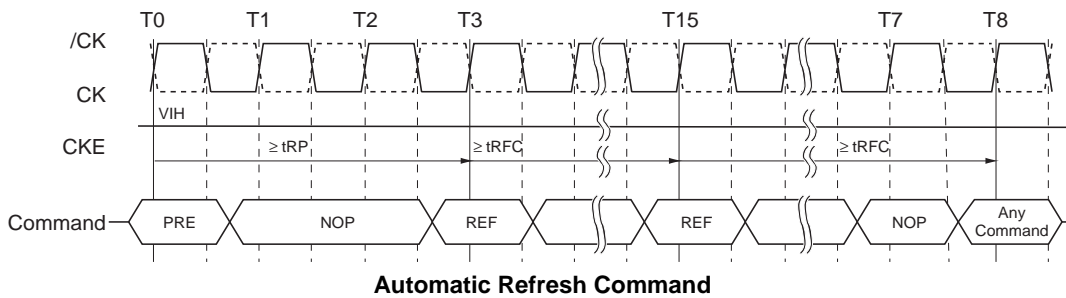 T0 T1 T2 T3 T15 T7 T8
/CK
CK
VIH
CKE
≥ tRP ≥ tRFC ≥ tRFC
Command PRE NOP REF REF NOP Any
Command
Automatic Refresh Command